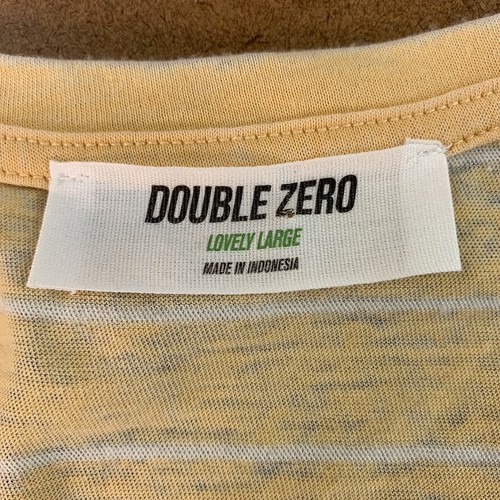 DOUBLE ZERO
LOVELY LARGE
MADE IN INDONESIA